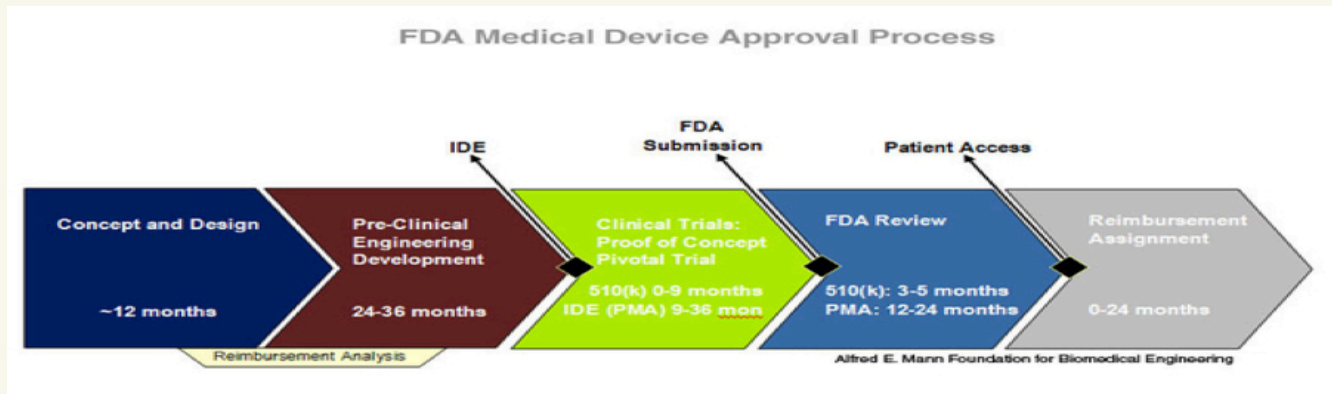 FDA Medical Device Approval Process
IDE
FDA
Submission
Patient Access
Concept and Design
~12 months
Pre-Clinical
Engineering
Development
24-36 months
Clinical Trials:
Proof of Concept
Pivotal Trial
510(k) 0-9 months
IDE (PMA) 9-36 mon
FDA Review
510(k): 3-5 months
PMA: 12-24 months
Reimbursement
Assignment
0-24 months
Reimbursement Analysis
Alfred E. Mann Foundation for Biomedical Engineering